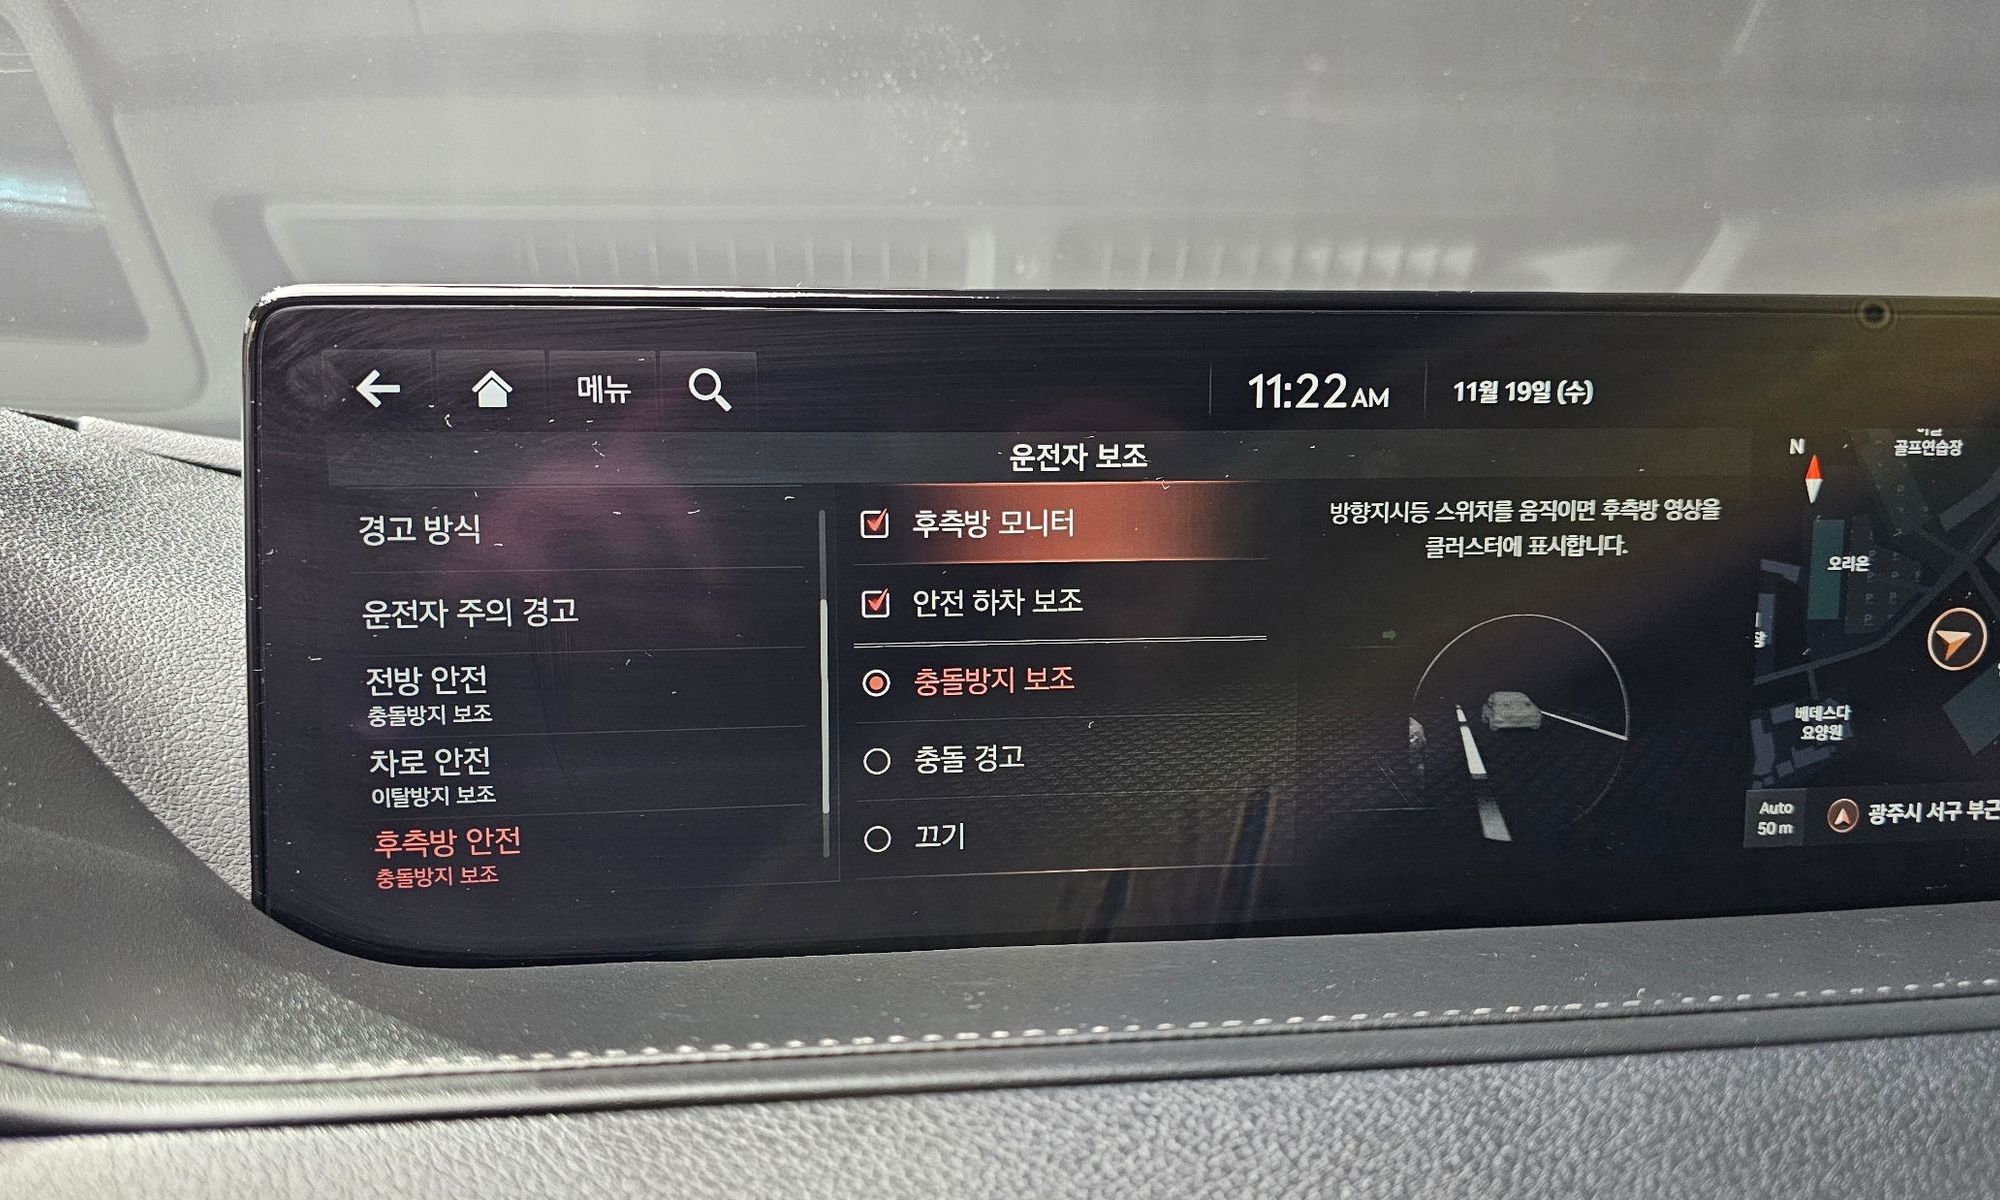 메뉴
11:22 AM
11월 19일 (수)
운전자 보조
경고 방식
운전자 주의 경고
전방 안전
충돌방지 보조
차로 안전
이탈방지 보조
후측방 안전
충돌방지 보조
후측방 모니터
안전 하차 보조
충돌방지 보조
충돌 경고
끄기
방향지시등 스위치를 움직이면 후측방 영상을
클러스터에 표시합니다.
N
골프연습장
오리온
베데스다
요양원
Auto
50 m
광주시 서구 부근